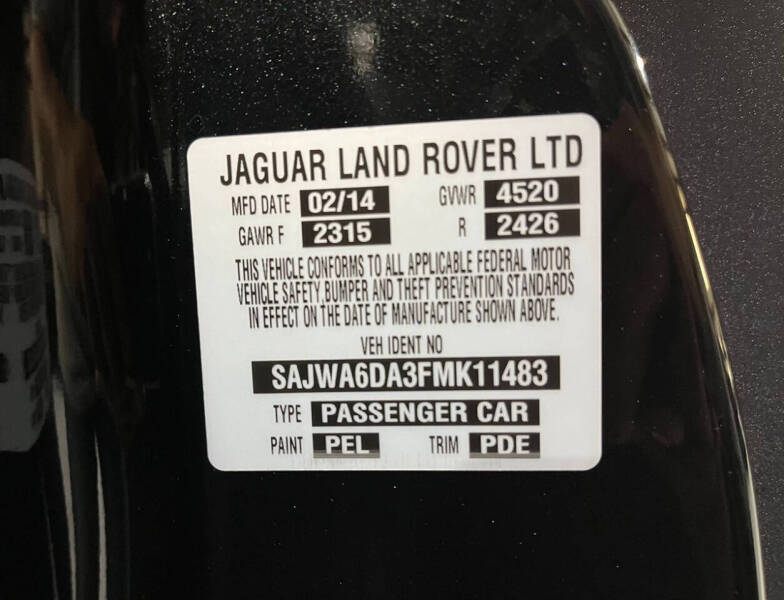 JAGUAR LAND ROVER LTD
MFD DATE 02/14 GVWR 4520
GAWR F 2315 R 2426
THIS VEHICLE CONFORMS TO ALL APPLICABLE FEDERAL MOTOR
VEHICLE SAFETY,BUMPER AND THEFT PREVENTION STANDARDS
IN EFFECT ON THE DATE OF MANUFACTURE SHOWN ABOVE.
VEH IDENT NO
SAJWA6DA3FMK11483
TYPE PASSENGER CAR
PAINT PEL TRIM PDE